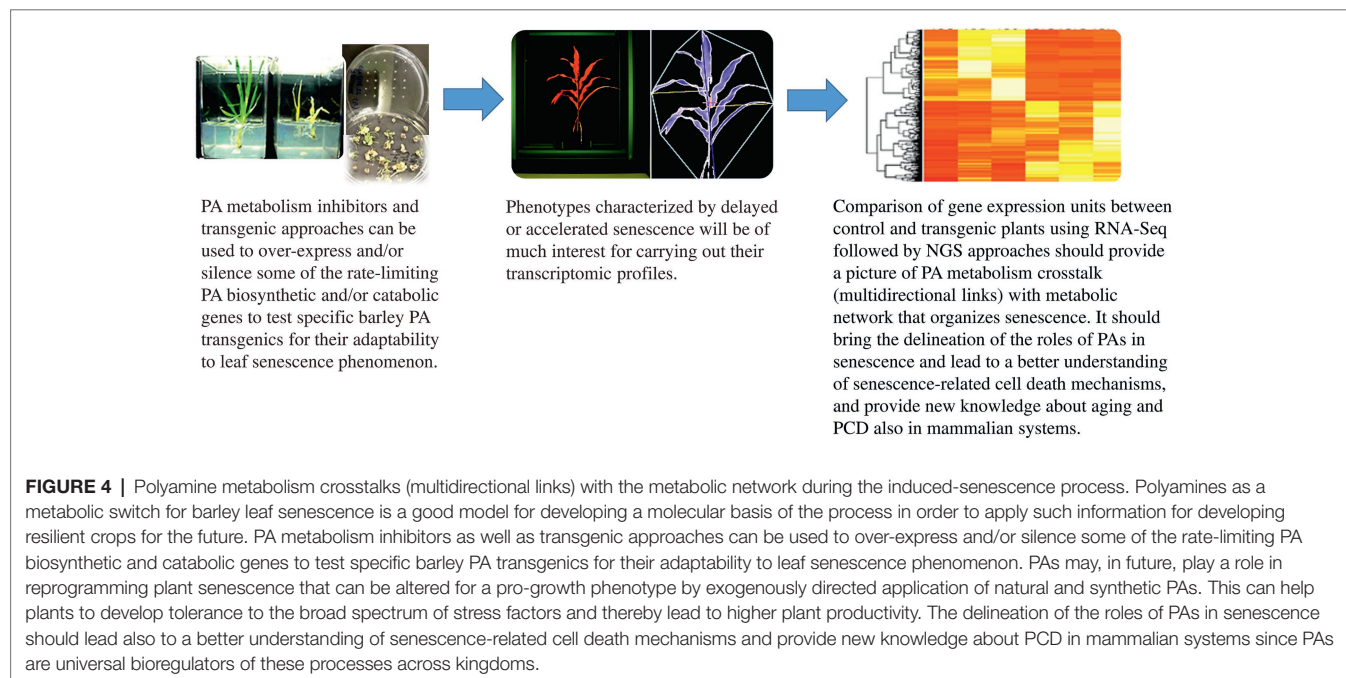 PA metabolism inhibitors and
transgenic approaches can be
used to over-express and/or
silence some of the rate-limiting
PA biosynthetic and/or catabolic
genes to test specific barley PA
transgenics for their adaptability
to leaf senescence phenomenon.
Phenotypes characterized by delayed
or accelerated senescence will be of
much interest for carrying out their
transcriptomic profiles.
Comparison of gene expression units between
control and transgenic plants using RNA-Seq
followed by NGS approaches should provide
a picture of PA metabolism crosstalk
(multidirectional links) with metabolic
network that organizes senescence. It should
bring the delineation of the roles of PAs in
senescence and lead to a better understanding
of senescence-related cell death mechanisms,
and provide new knowledge about aging and
PCD also in mammalian systems.
FIGURE 4 | Polyamine metabolism crosstalks (multidirectional links) with the metabolic network during the induced-senescence process. Polyamines as a
metabolic switch for barley leaf senescence is a good model for developing a molecular basis of the process in order to apply such information for developing
resilient crops for the future. PA metabolism inhibitors as well as transgenic approaches can be used to over-express and/or silence some of the rate-limiting PA
biosynthetic and catabolic genes to test specific barley PA transgenics for their adaptability to leaf senescence phenomenon. PAs may, in future, play a role in
reprogramming plant senescence that can be altered for a pro-growth phenotype by exogenously directed application of natural and synthetic PAs. This can help
plants to develop tolerance to the broad spectrum of stress factors and thereby lead to higher plant productivity. The delineation of the roles of PAs in senescence
should lead also to a better understanding of senescence-related cell death mechanisms and provide new knowledge about PCD in mammalian systems since PAs
are universal bioregulators of these processes across kingdoms.